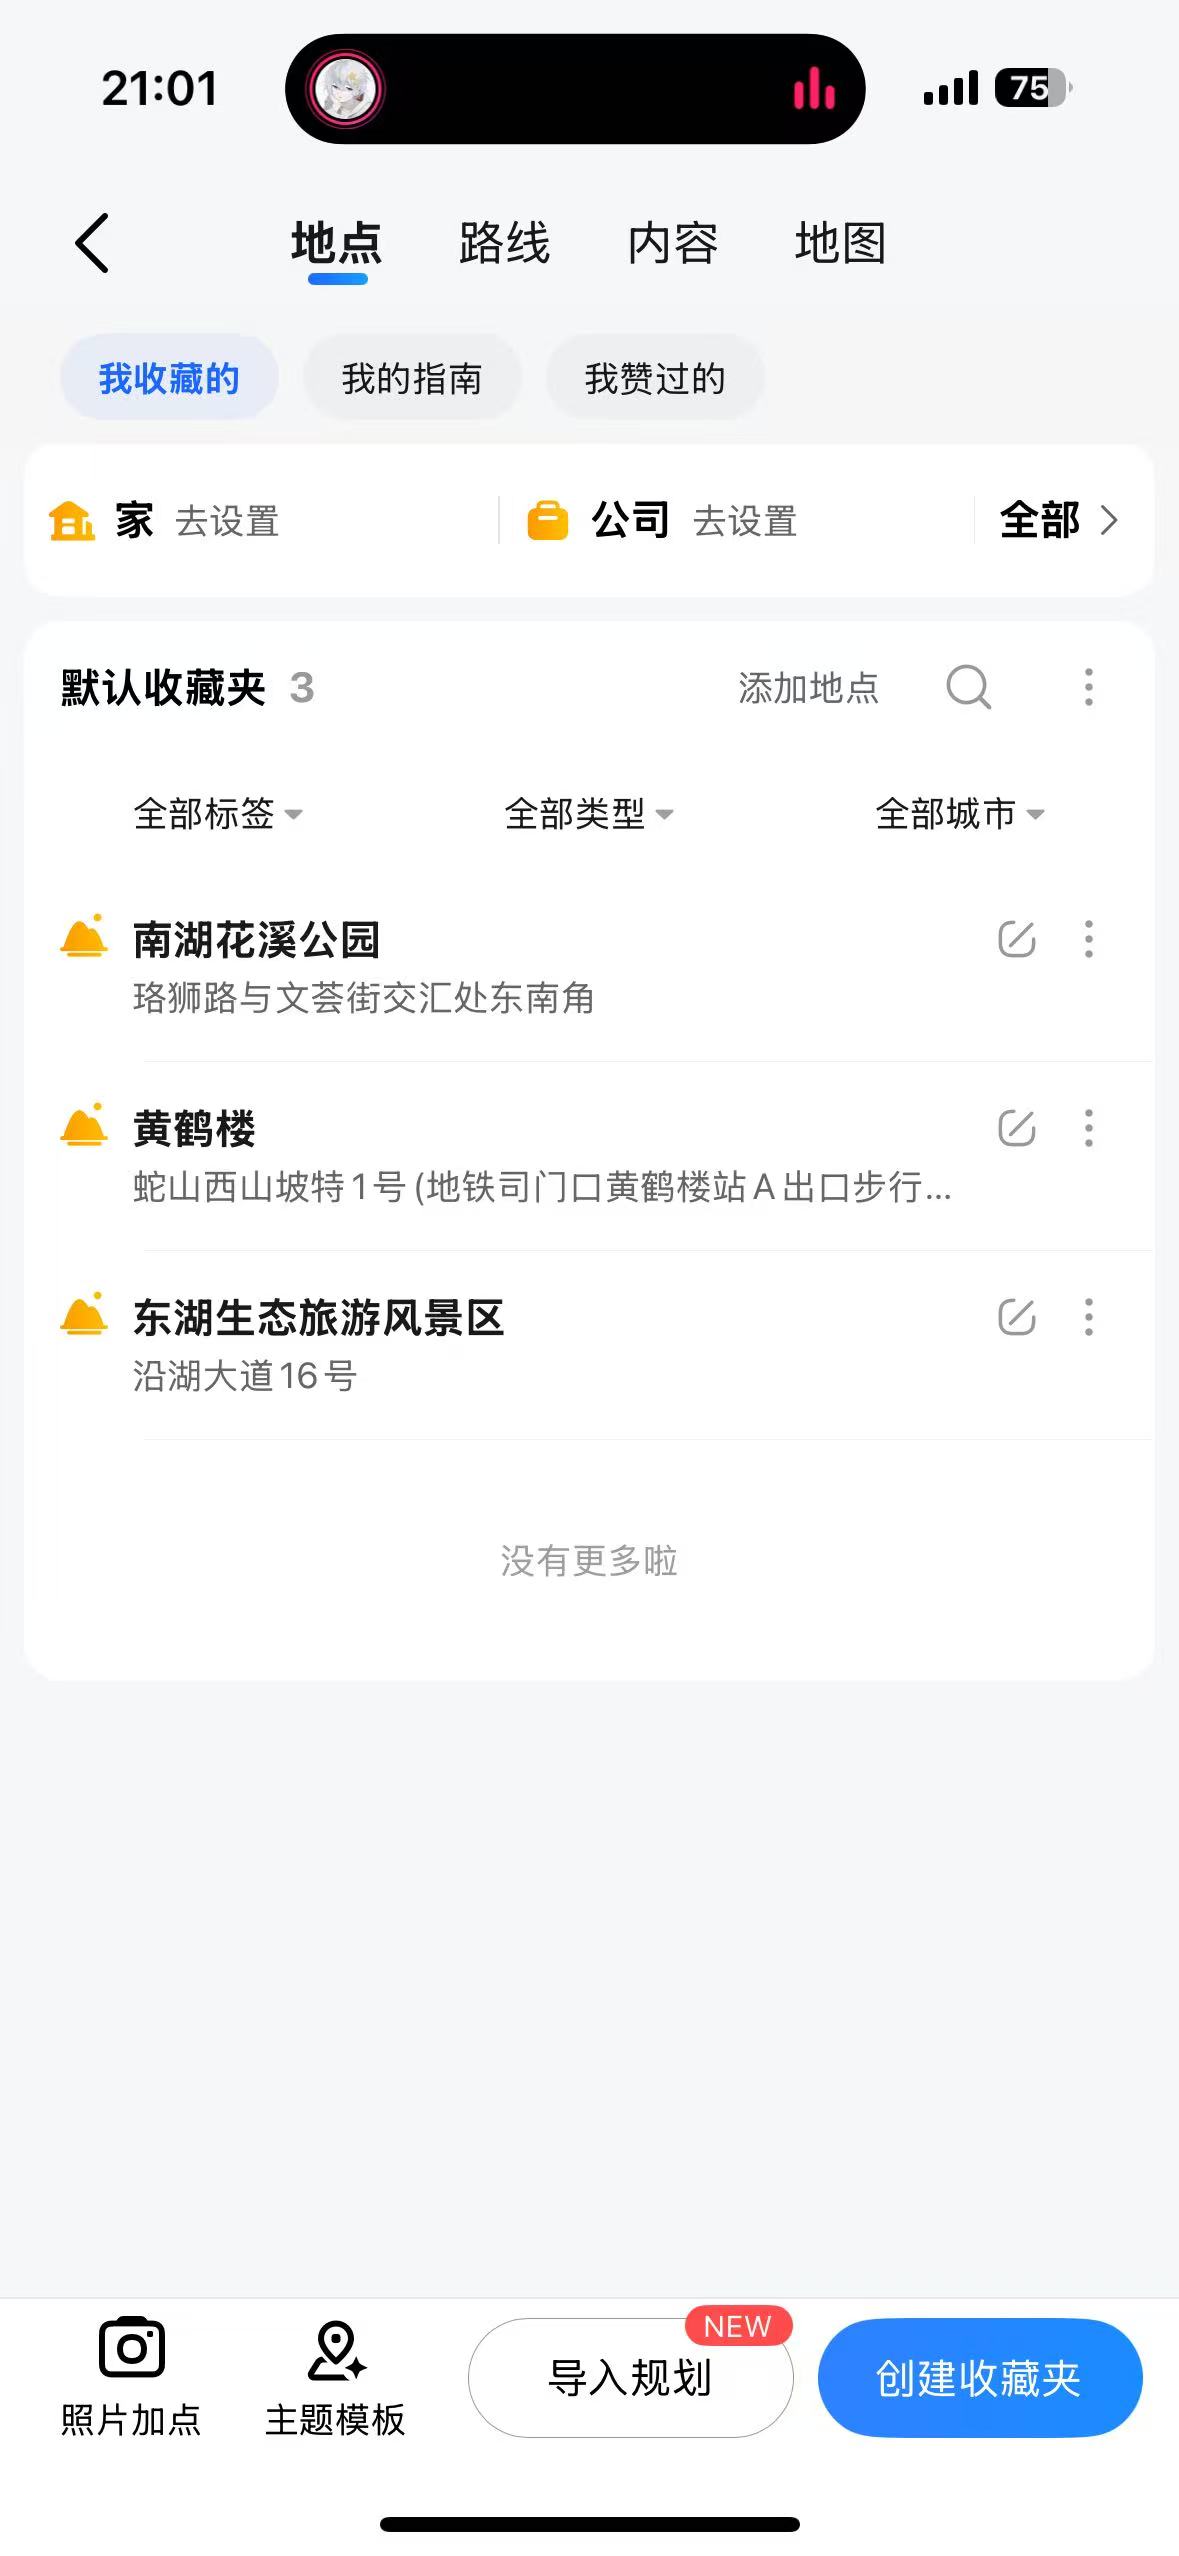 21:01
75
地点 路线 内容 地图
我收藏的 我的指南 我赞过的
家 去设置 公司 去设置 全部
默认收藏夹 3 添加地点
全部标签 全部类型 全部城市
南湖花溪公园
珞狮路与文荟街交汇处东南角
黄鹤楼
蛇山西山坡特1号(地铁司门口黄鹤楼站A出口步行...
东湖生态旅游风景区
沿湖大道16号
没有更多啦
NEW
导入规划 创建收藏夹
照片加点 主题模板